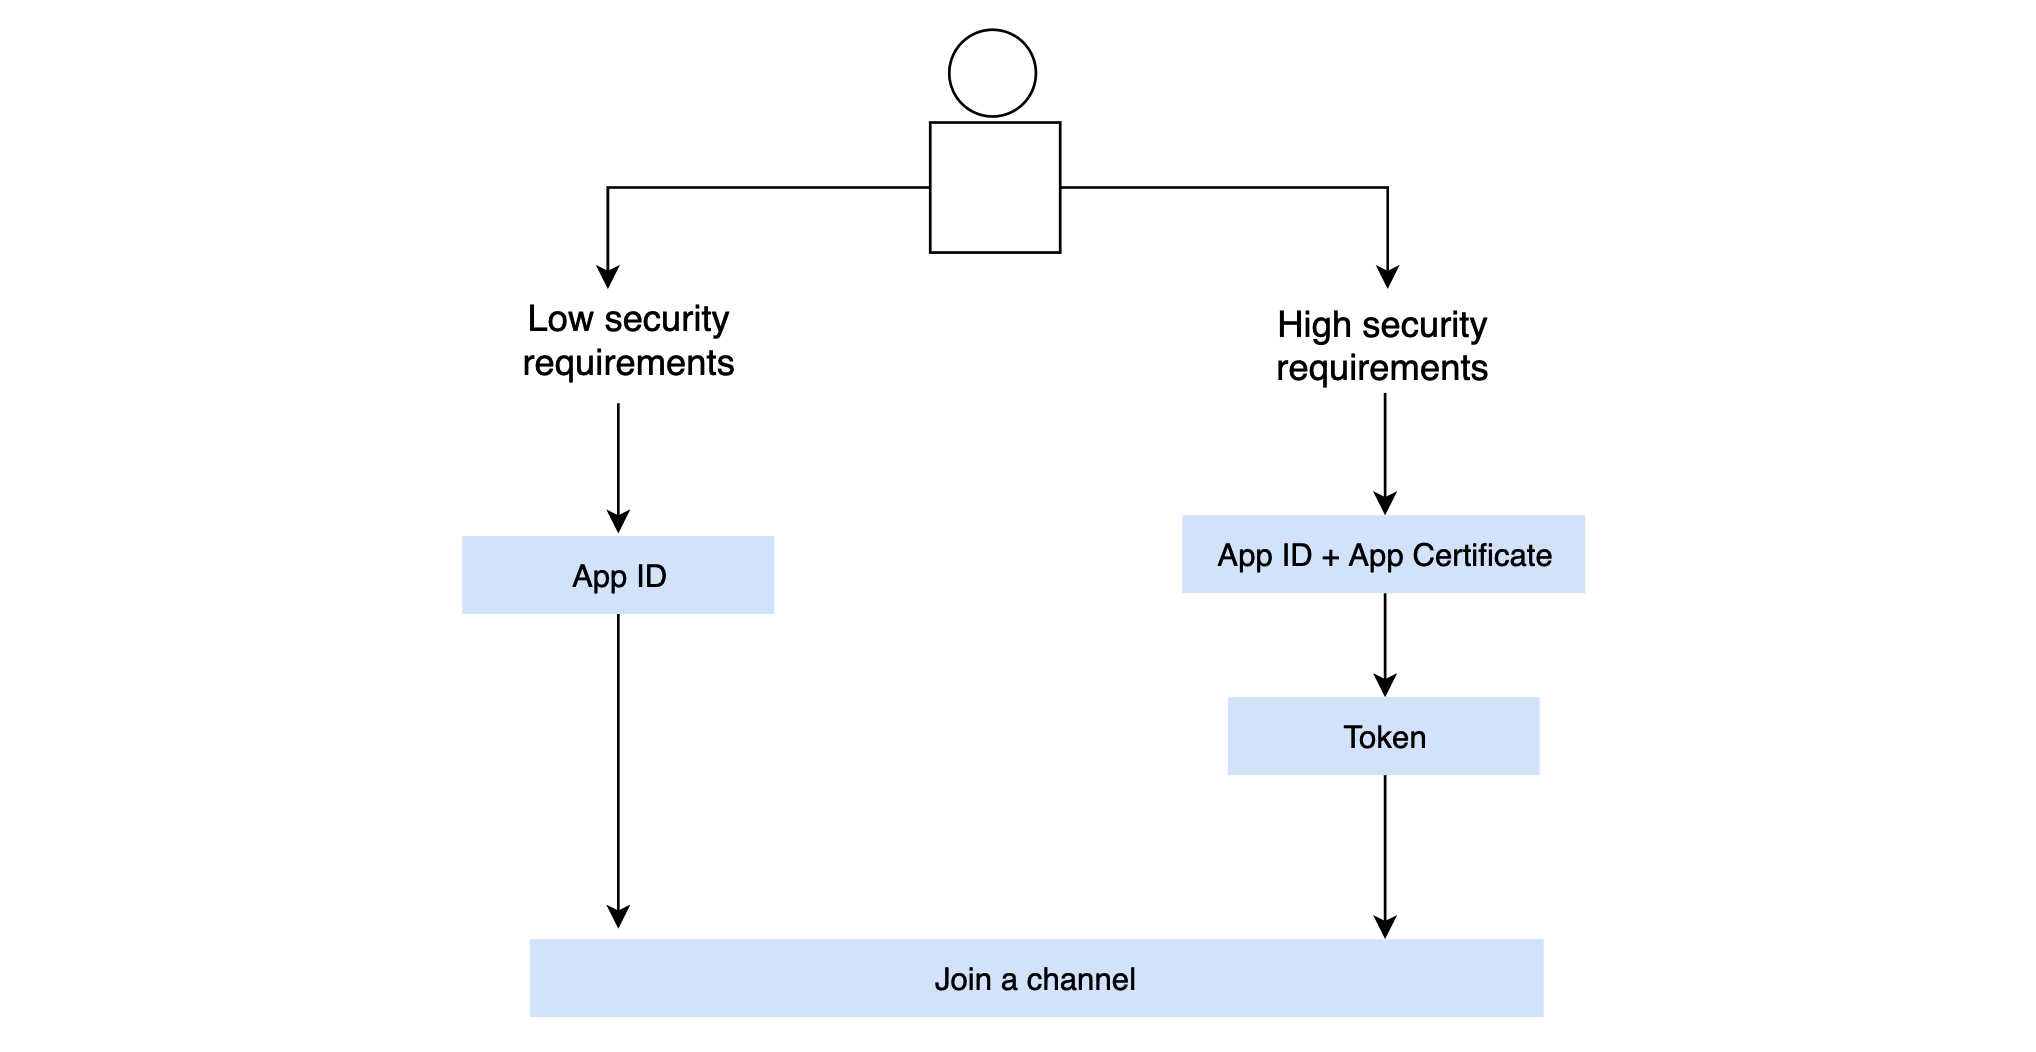 Low security
requirements
High security
requirements
App ID
App ID + App Certificate
Token
Join a channel